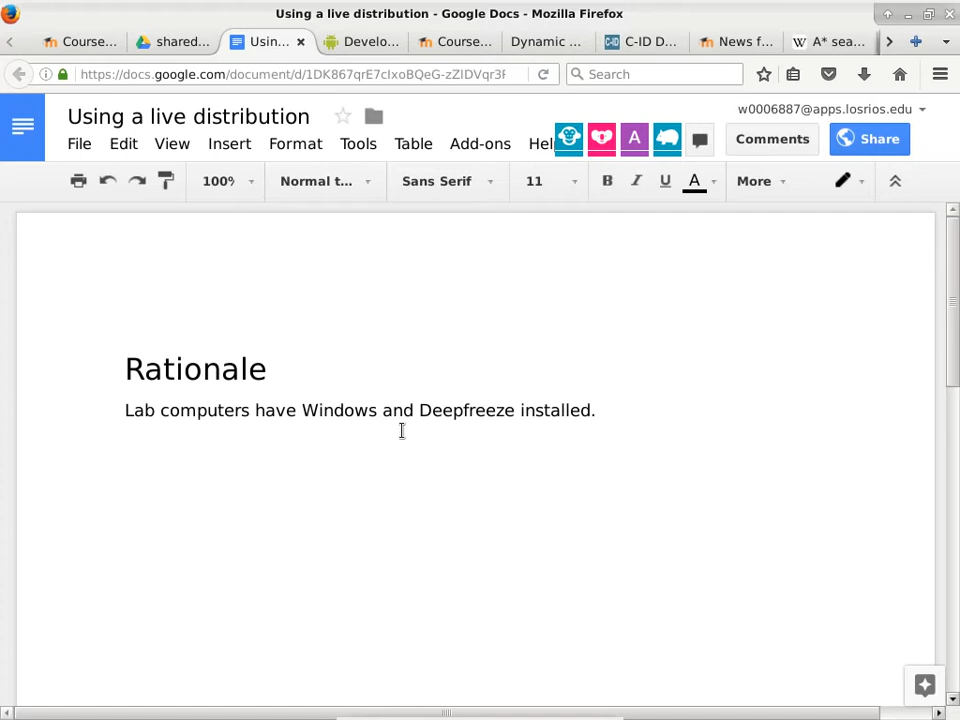 Using a live distribution - Google Docs - Mozilla Firefox
Course... shared... Usin... Develo... Course... Dynamic ... C-ID D... News f... W A* sea...
https://docs.google.com/document/d/1DK867qrE7cIxoBQeG-zZIDVqr3F Search
Using a live distribution w0006887@apps.losrios.edu
File Edit View Insert Format Tools Table Add-ons Hel A Comments Share
100% Normal t... Sans Serif 11 B I U A More
Rationale
Lab computers have Windows and Deepfreeze installed.